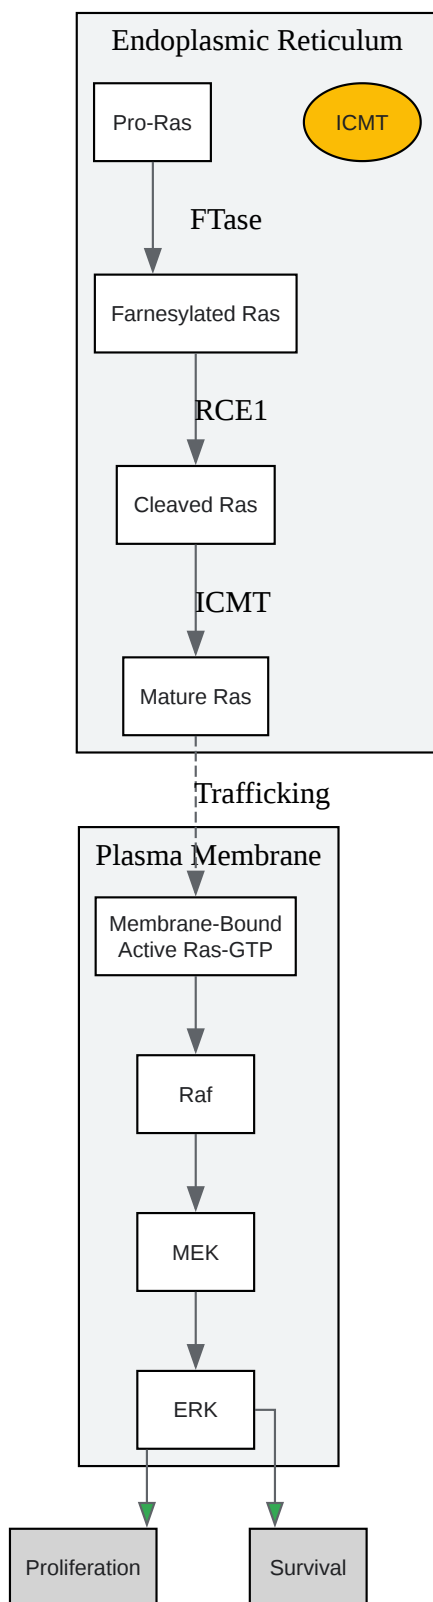 Endoplasmic Reticulum
Pro-Ras
ICMT
FTase
Farnesylated Ras
RCE1
Cleaved Ras
ICMT
Mature Ras
Trafficking
Plasma Membrane
Membrane-Bound
Active Ras-GTP
Raf
MEK
ERK
Proliferation
Survival